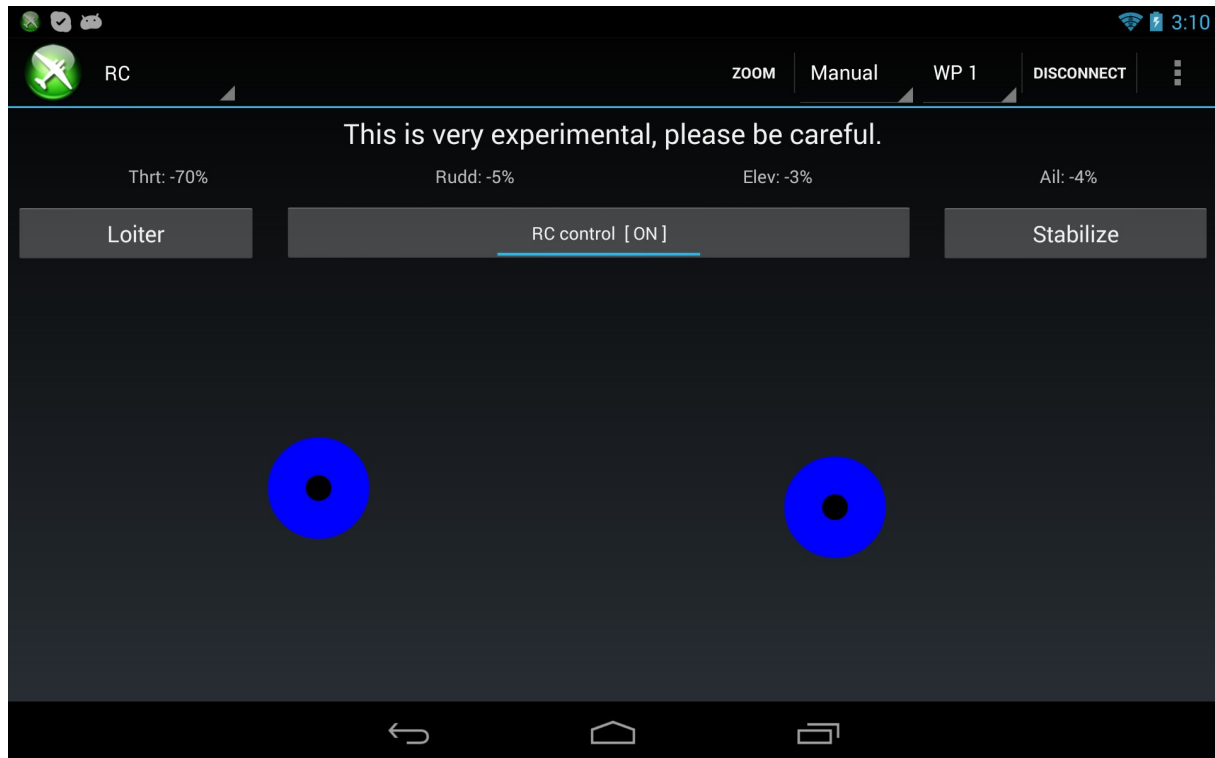 3:10
RC ZOOM Manual WP 1 DISCONNECT
This is very experimental, please be careful.
Thrt: -70% Rudd: -5% Elev: -3% Ail: -4%
Loiter RC control [ ON ] Stabilize